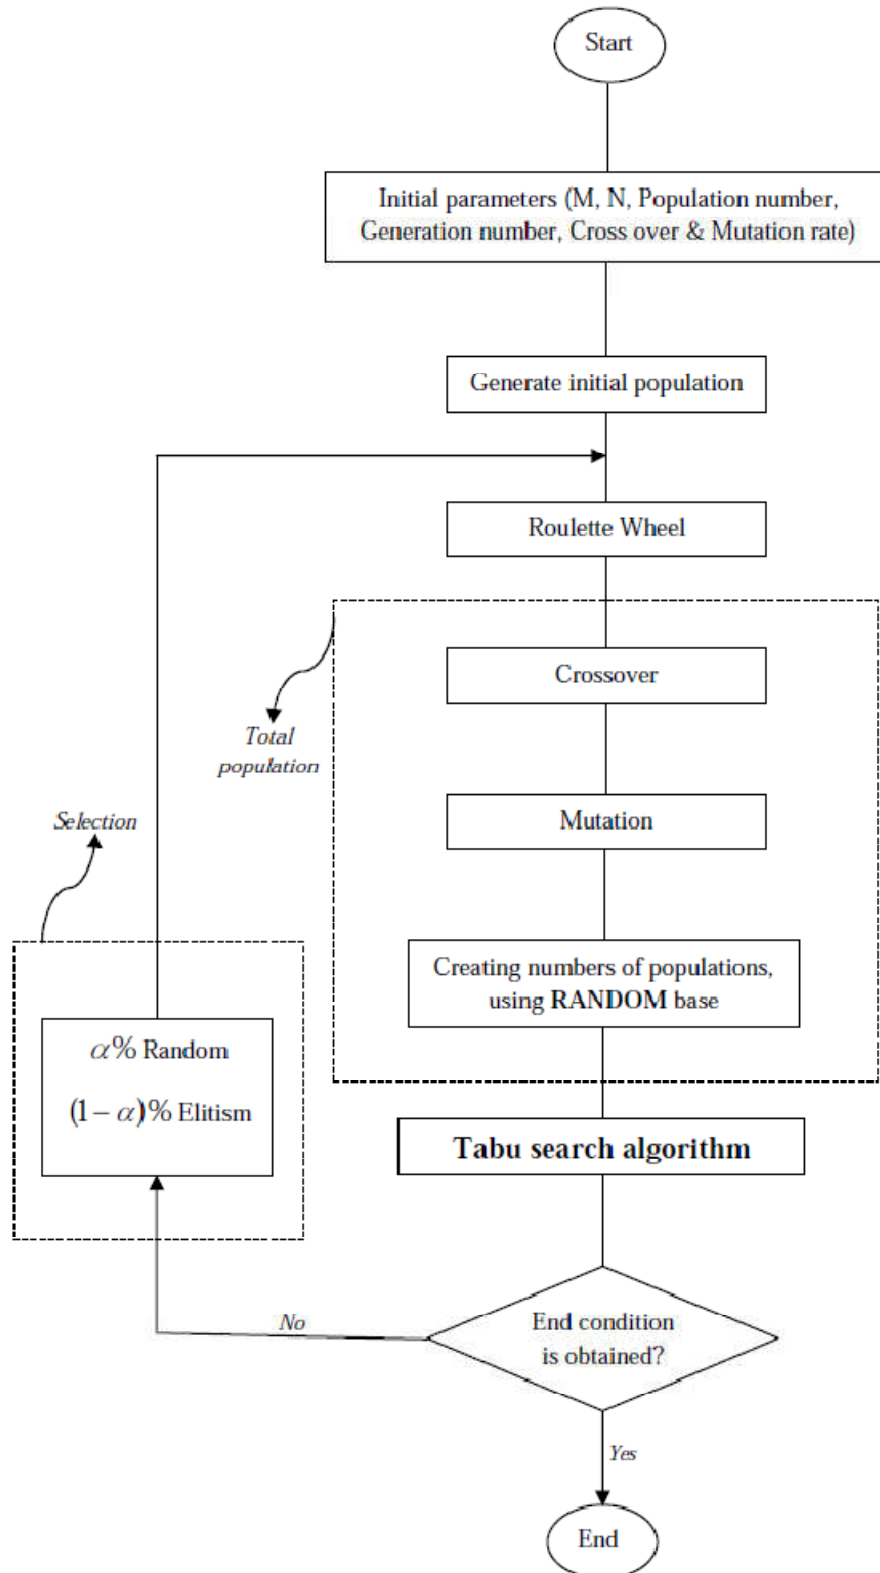 Start
Initial parameters (M, N, Population number,
Generation number, Cross over & Mutation rate)
Generate initial population
Roulette Wheel
Crossover
Total
population
Mutation
Selection
Creating numbers of populations,
using RANDOM base
α% Random
(1 − α)% Elitism
Tabu search algorithm
End condition
is obtained?
No
Yes
End